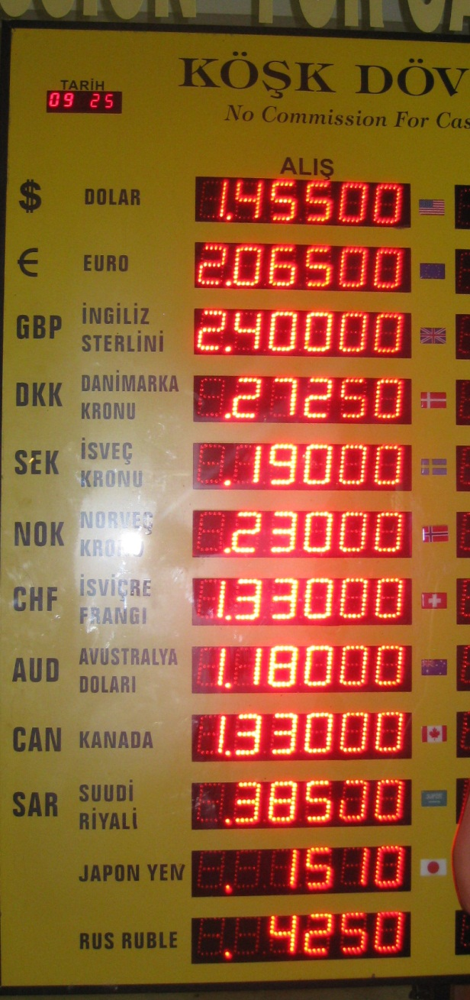 TARİH
09 25
KÖŞK DÖV
No Commission For Cas
ALIŞ
$ DOLAR 1.45500
€ EURO 2.06500
GBP İNGİLİZ STERLİNİ 2.40000
DKK DANİMARKA KRONU .27250
SEK İSVEÇ KRONU .19000
NOK NORVEÇ KRONU .23000
CHF İSVİÇRE FRANGI 1.33000
AUD AVUSTRALYA DOLARI 1.18000
CAN KANADA 1.33000
SAR SUUDİ RİYALİ .38500
JAPON YEN . 1510
RUS RUBLE . 4250